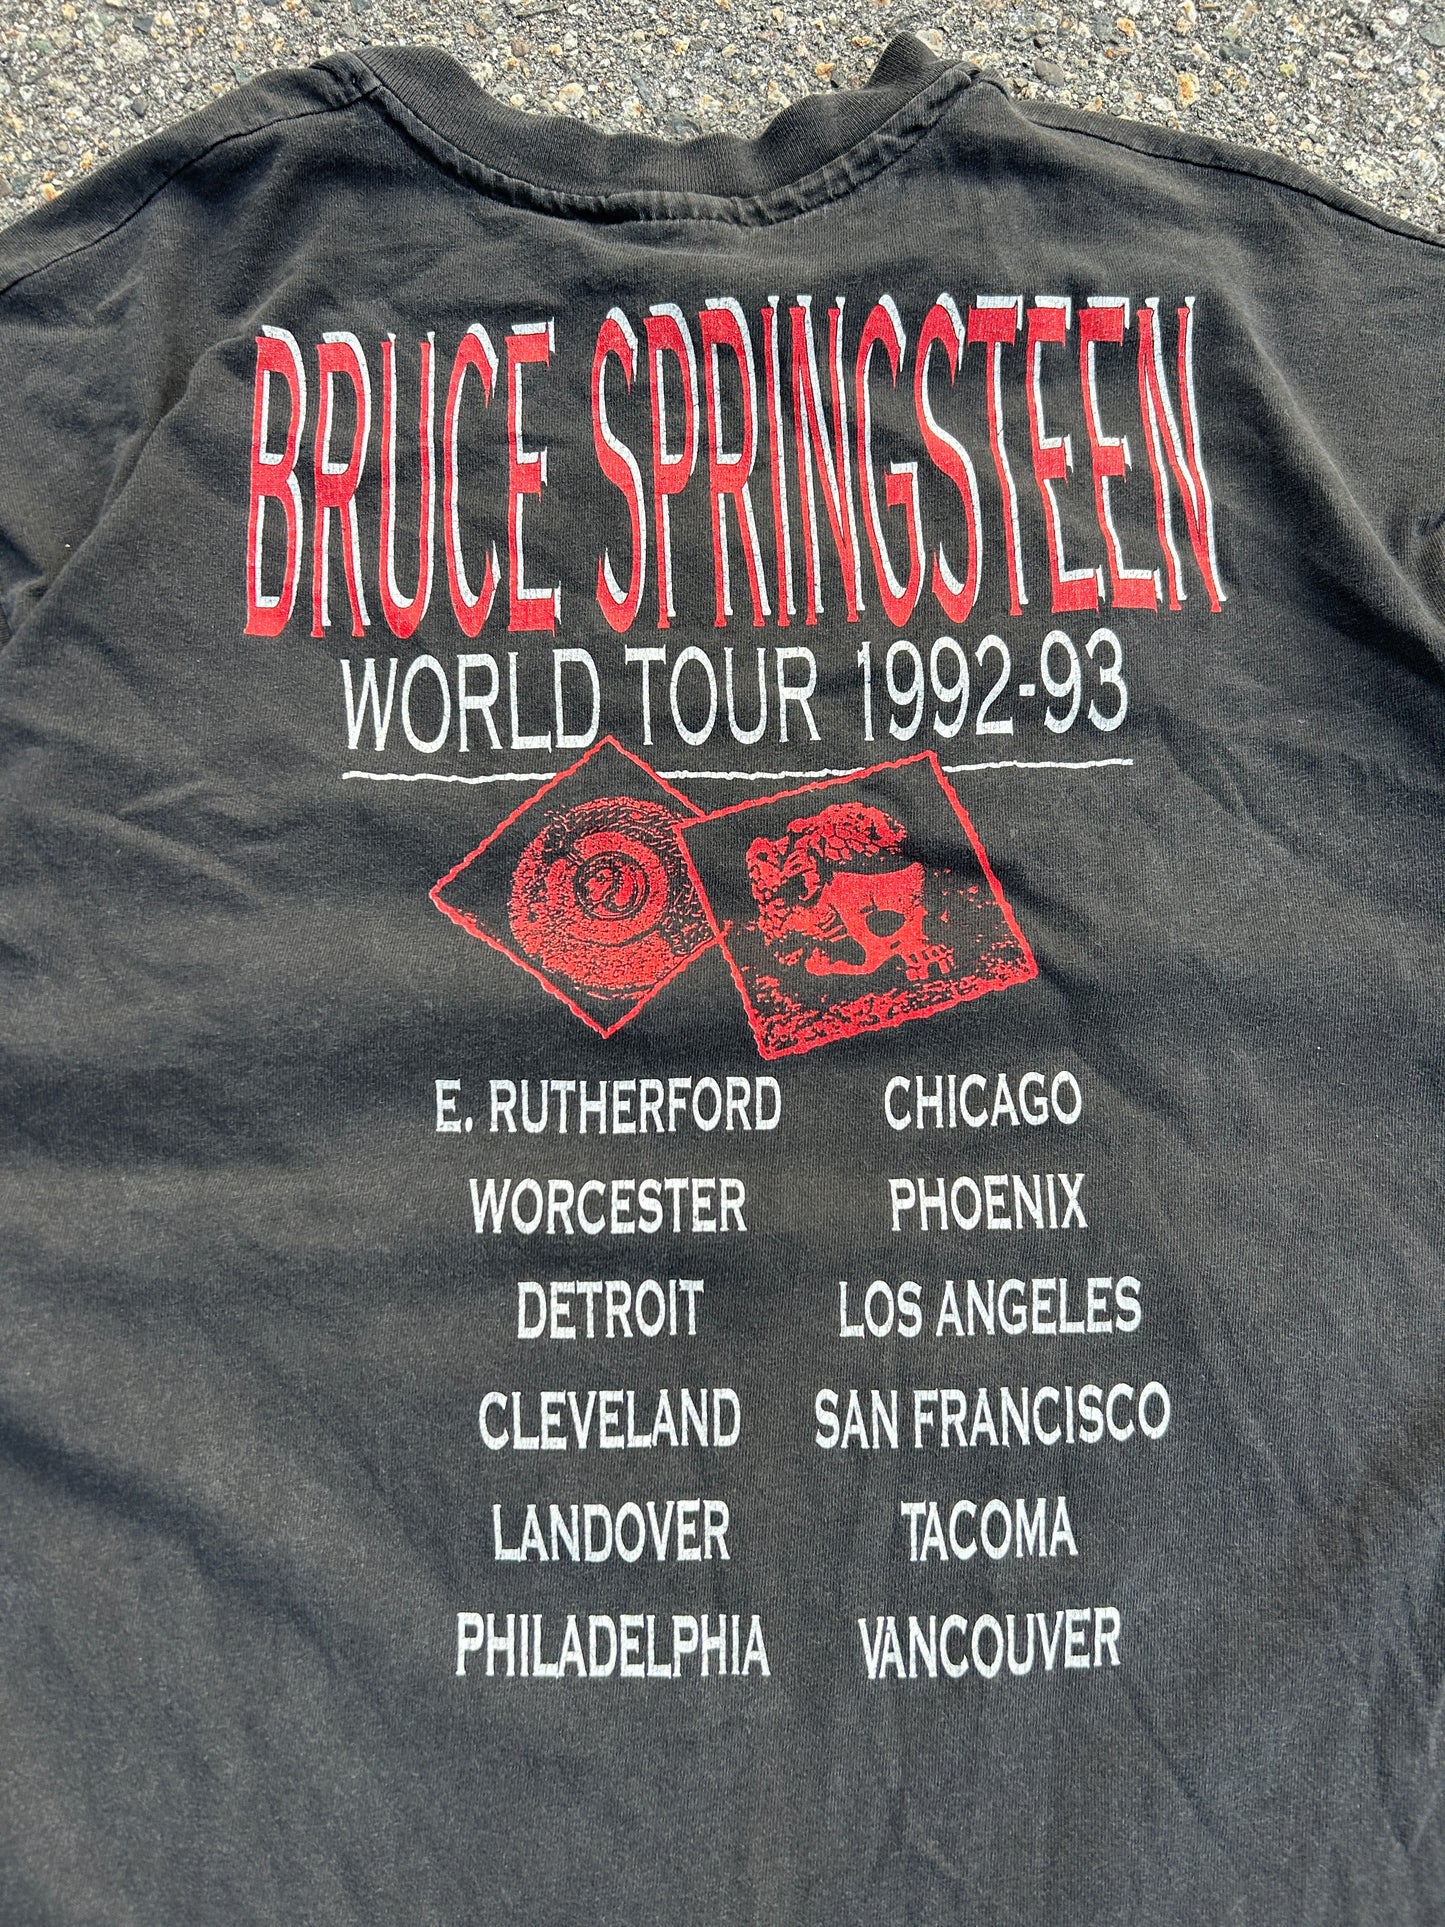 BRUCE SPRINGSTEEN
WORLD TOUR 1992-93
E. RUTHERFORD CHICAGO
WORCESTER PHOENIX
DETROIT LOS ANGELES
CLEVELAND SAN FRANCISCO
LANDOVER TACOMA
PHILADELPHIA VANCOUVER